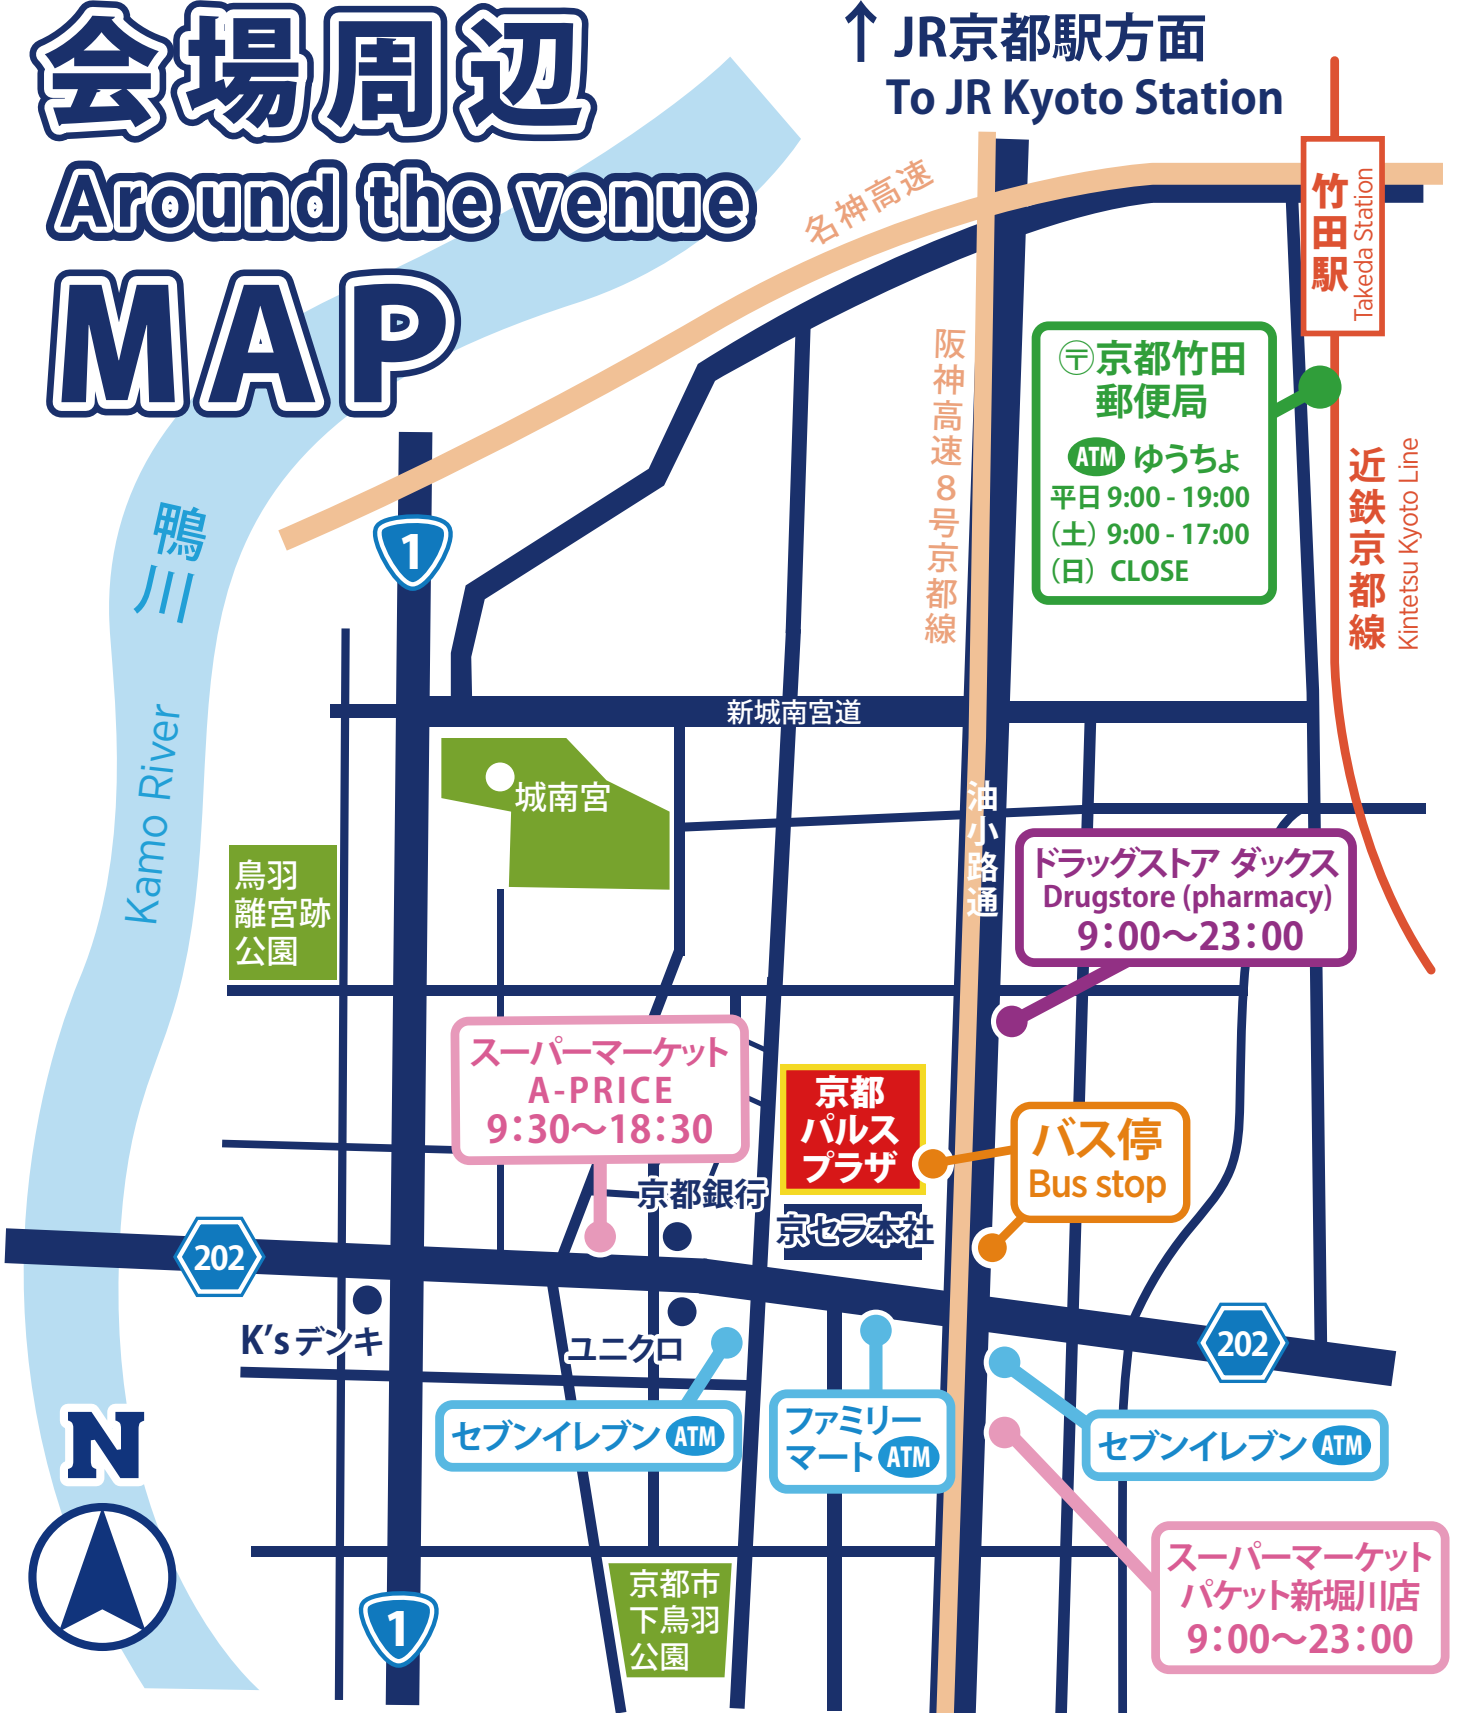 会場周辺
Around the venue
MAP
↑ JR京都駅方面
To JR Kyoto Station
名神高速
竹田駅
Takeda Station
阪神高速8号京都線
〒京都竹田
郵便局
ATM ゆうちょ
平日 9:00 - 19:00
（土）9:00 - 17:00
（日）CLOSE
近鉄京都線
Kintetsu Kyoto Line
鴨川
Kamo River
1
新城南宮道
城南宮
油小路通
鳥羽
離宮跡
公園
ドラッグストア ダックス
Drugstore (pharmacy)
9：00〜23：00
スーパーマーケット
A-PRICE
9：30〜18：30
京都
パルス
プラザ
バス停
Bus stop
京都銀行
京セラ本社
202
K'sデンキ
ユニクロ
202
セブンイレブン ATM
ファミリー
マート ATM
セブンイレブン ATM
N
スーパーマーケット
パケット新堀川店
9：00〜23：00
京都市
下鳥羽
公園
1